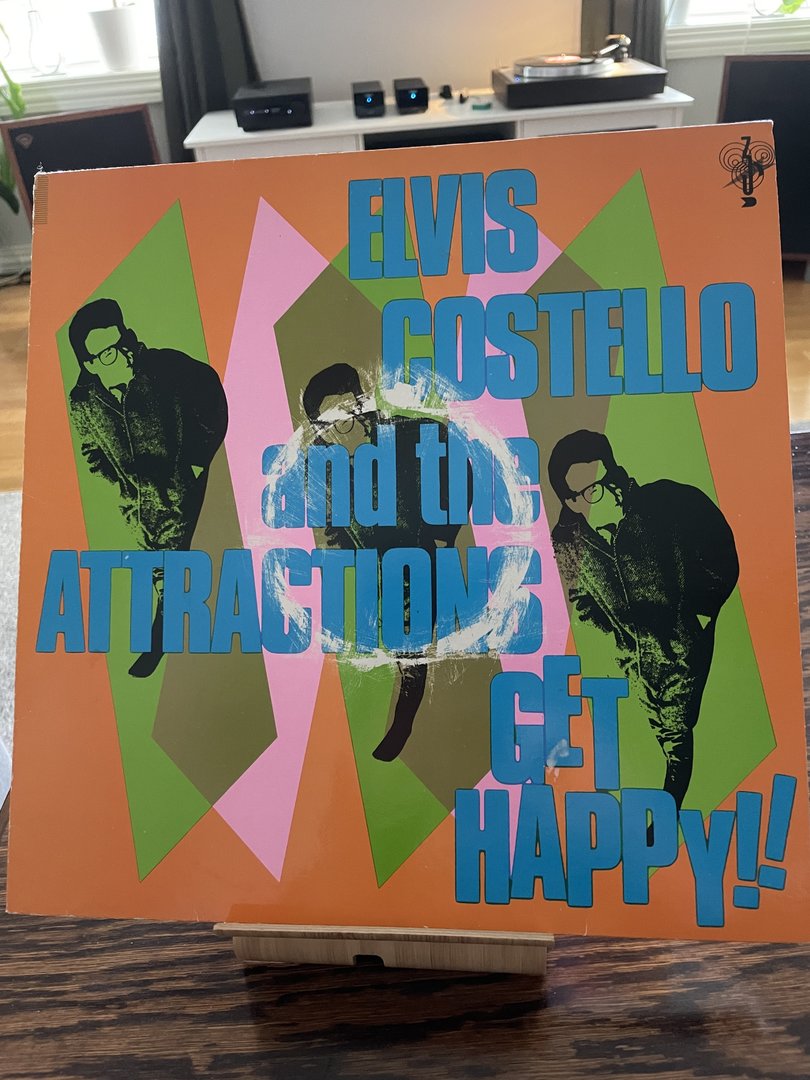 ELVIS
COSTELLO
and the
ATTRACTIONS
GET
HAPPY!!